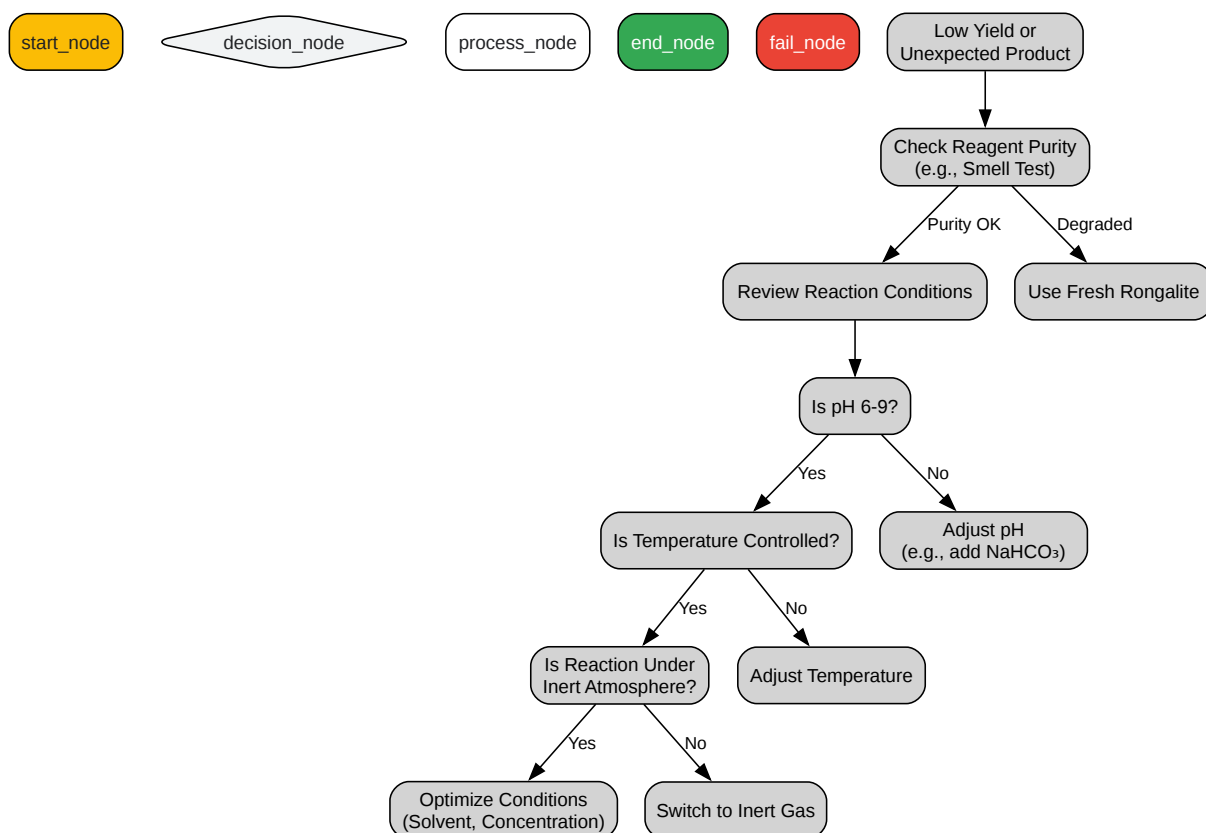 start_node
decision_node
process_node
end_node
fail_node
Low Yield or
Unexpected Product
Check Reagent Purity
(e.g., Smell Test)
Purity OK
Degraded
Review Reaction Conditions
Use Fresh Rongalite
Is pH 6-9?
Yes
No
Is Temperature Controlled?
Adjust pH
(e.g., add NaHCO₃)
Yes
No
Is Reaction Under
Inert Atmosphere?
Adjust Temperature
Yes
No
Optimize Conditions
(Solvent, Concentration)
Switch to Inert Gas